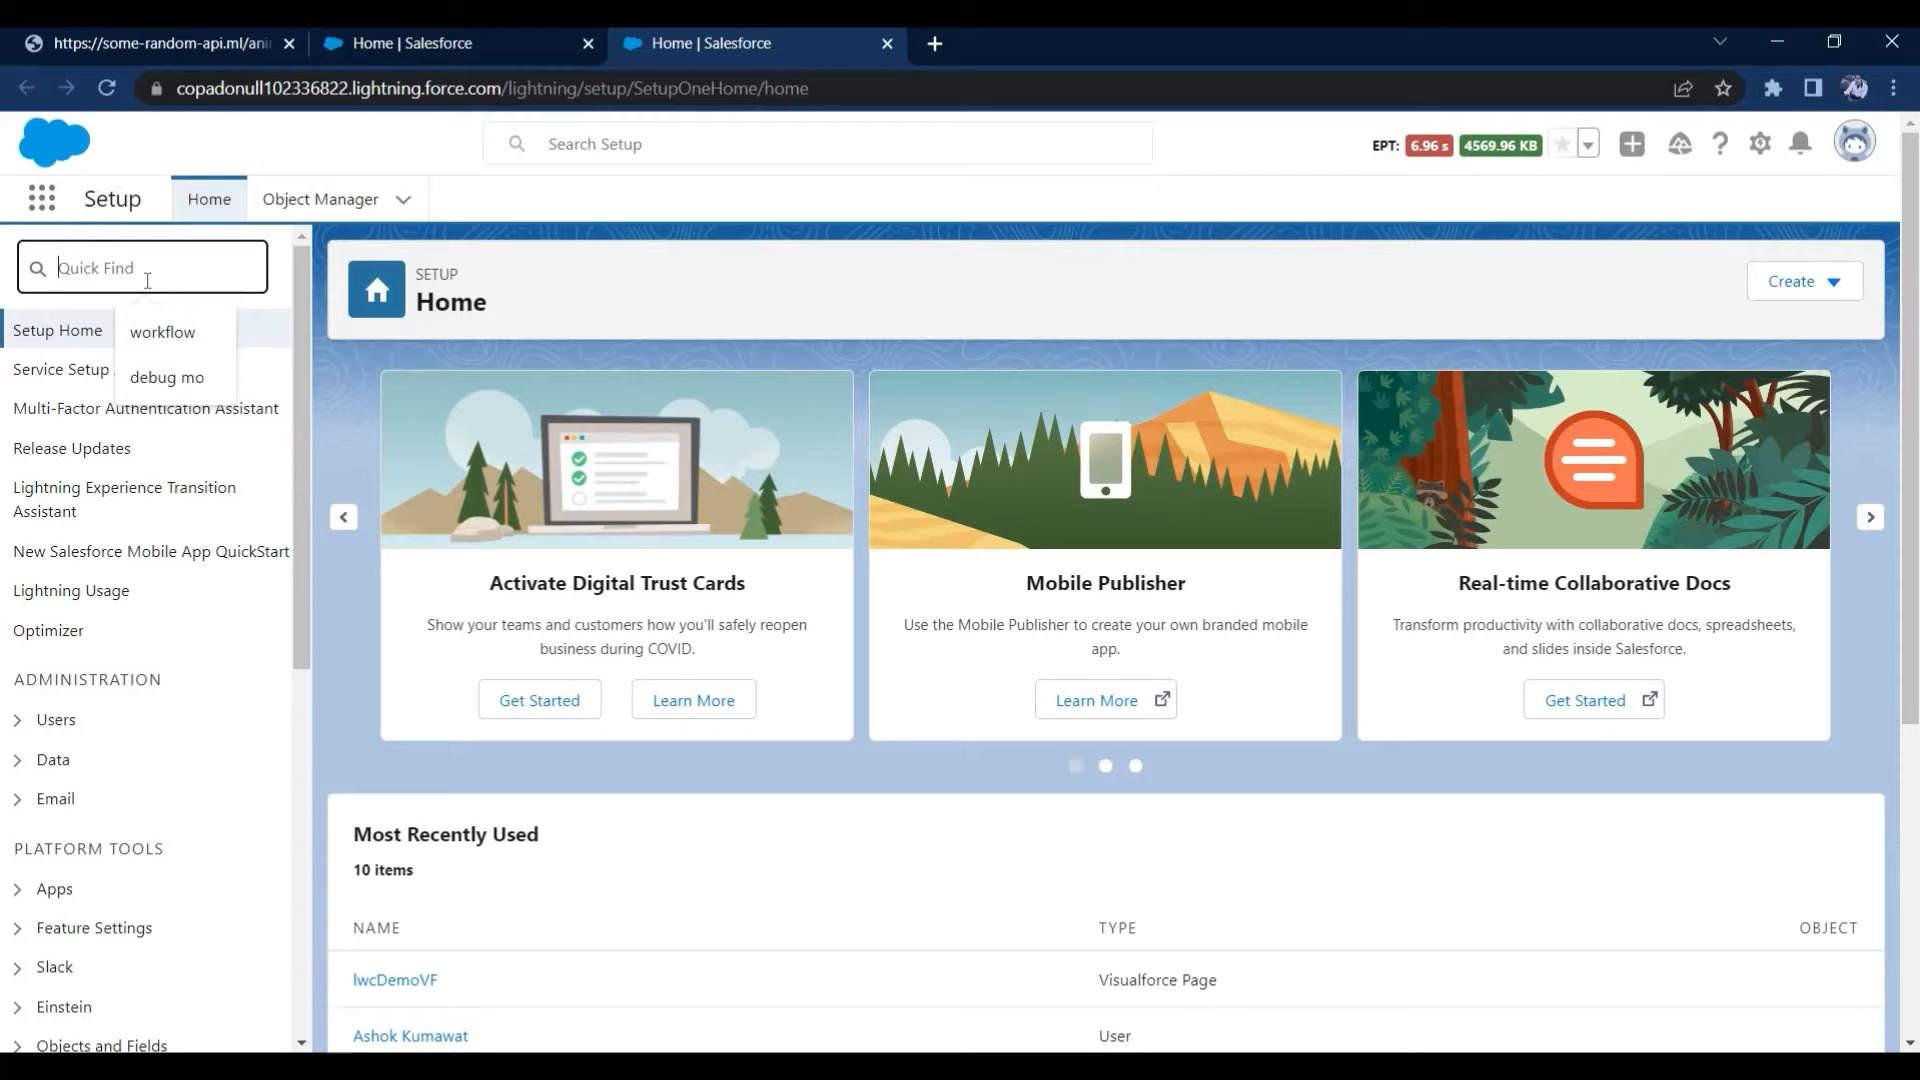 https://some-random-api.ml/ani
Home | Salesforce
Home | Salesforce
copadonull102336822.lightning.force.com/lightning/setup/SetupOneHome/home
Search Setup
EPT:
6.96 s
4569.96 KB
Setup
Home
Object Manager
Quick Find
workflow
debug mo
Setup Home
Service Setup
Multi-Factor Authentication Assistant
Release Updates
Lightning Experience Transition
Assistant
New Salesforce Mobile App QuickStart
Lightning Usage
Optimizer
ADMINISTRATION
Users
Data
Email
PLATFORM TOOLS
Apps
Feature Settings
Slack
Einstein
Objects and Fields
SETUP
Home
Create
Activate Digital Trust Cards
Show your teams and customers how you'll safely reopen
business during COVID.
Get Started
Learn More
Mobile Publisher
Use the Mobile Publisher to create your own branded mobile
app.
Learn More
Real-time Collaborative Docs
Transform productivity with collaborative docs, spreadsheets,
and slides inside Salesforce.
Get Started
Most Recently Used
10 items
NAME
TYPE
OBJECT
lwcDemoVF
Visualforce Page
Ashok Kumawat
User